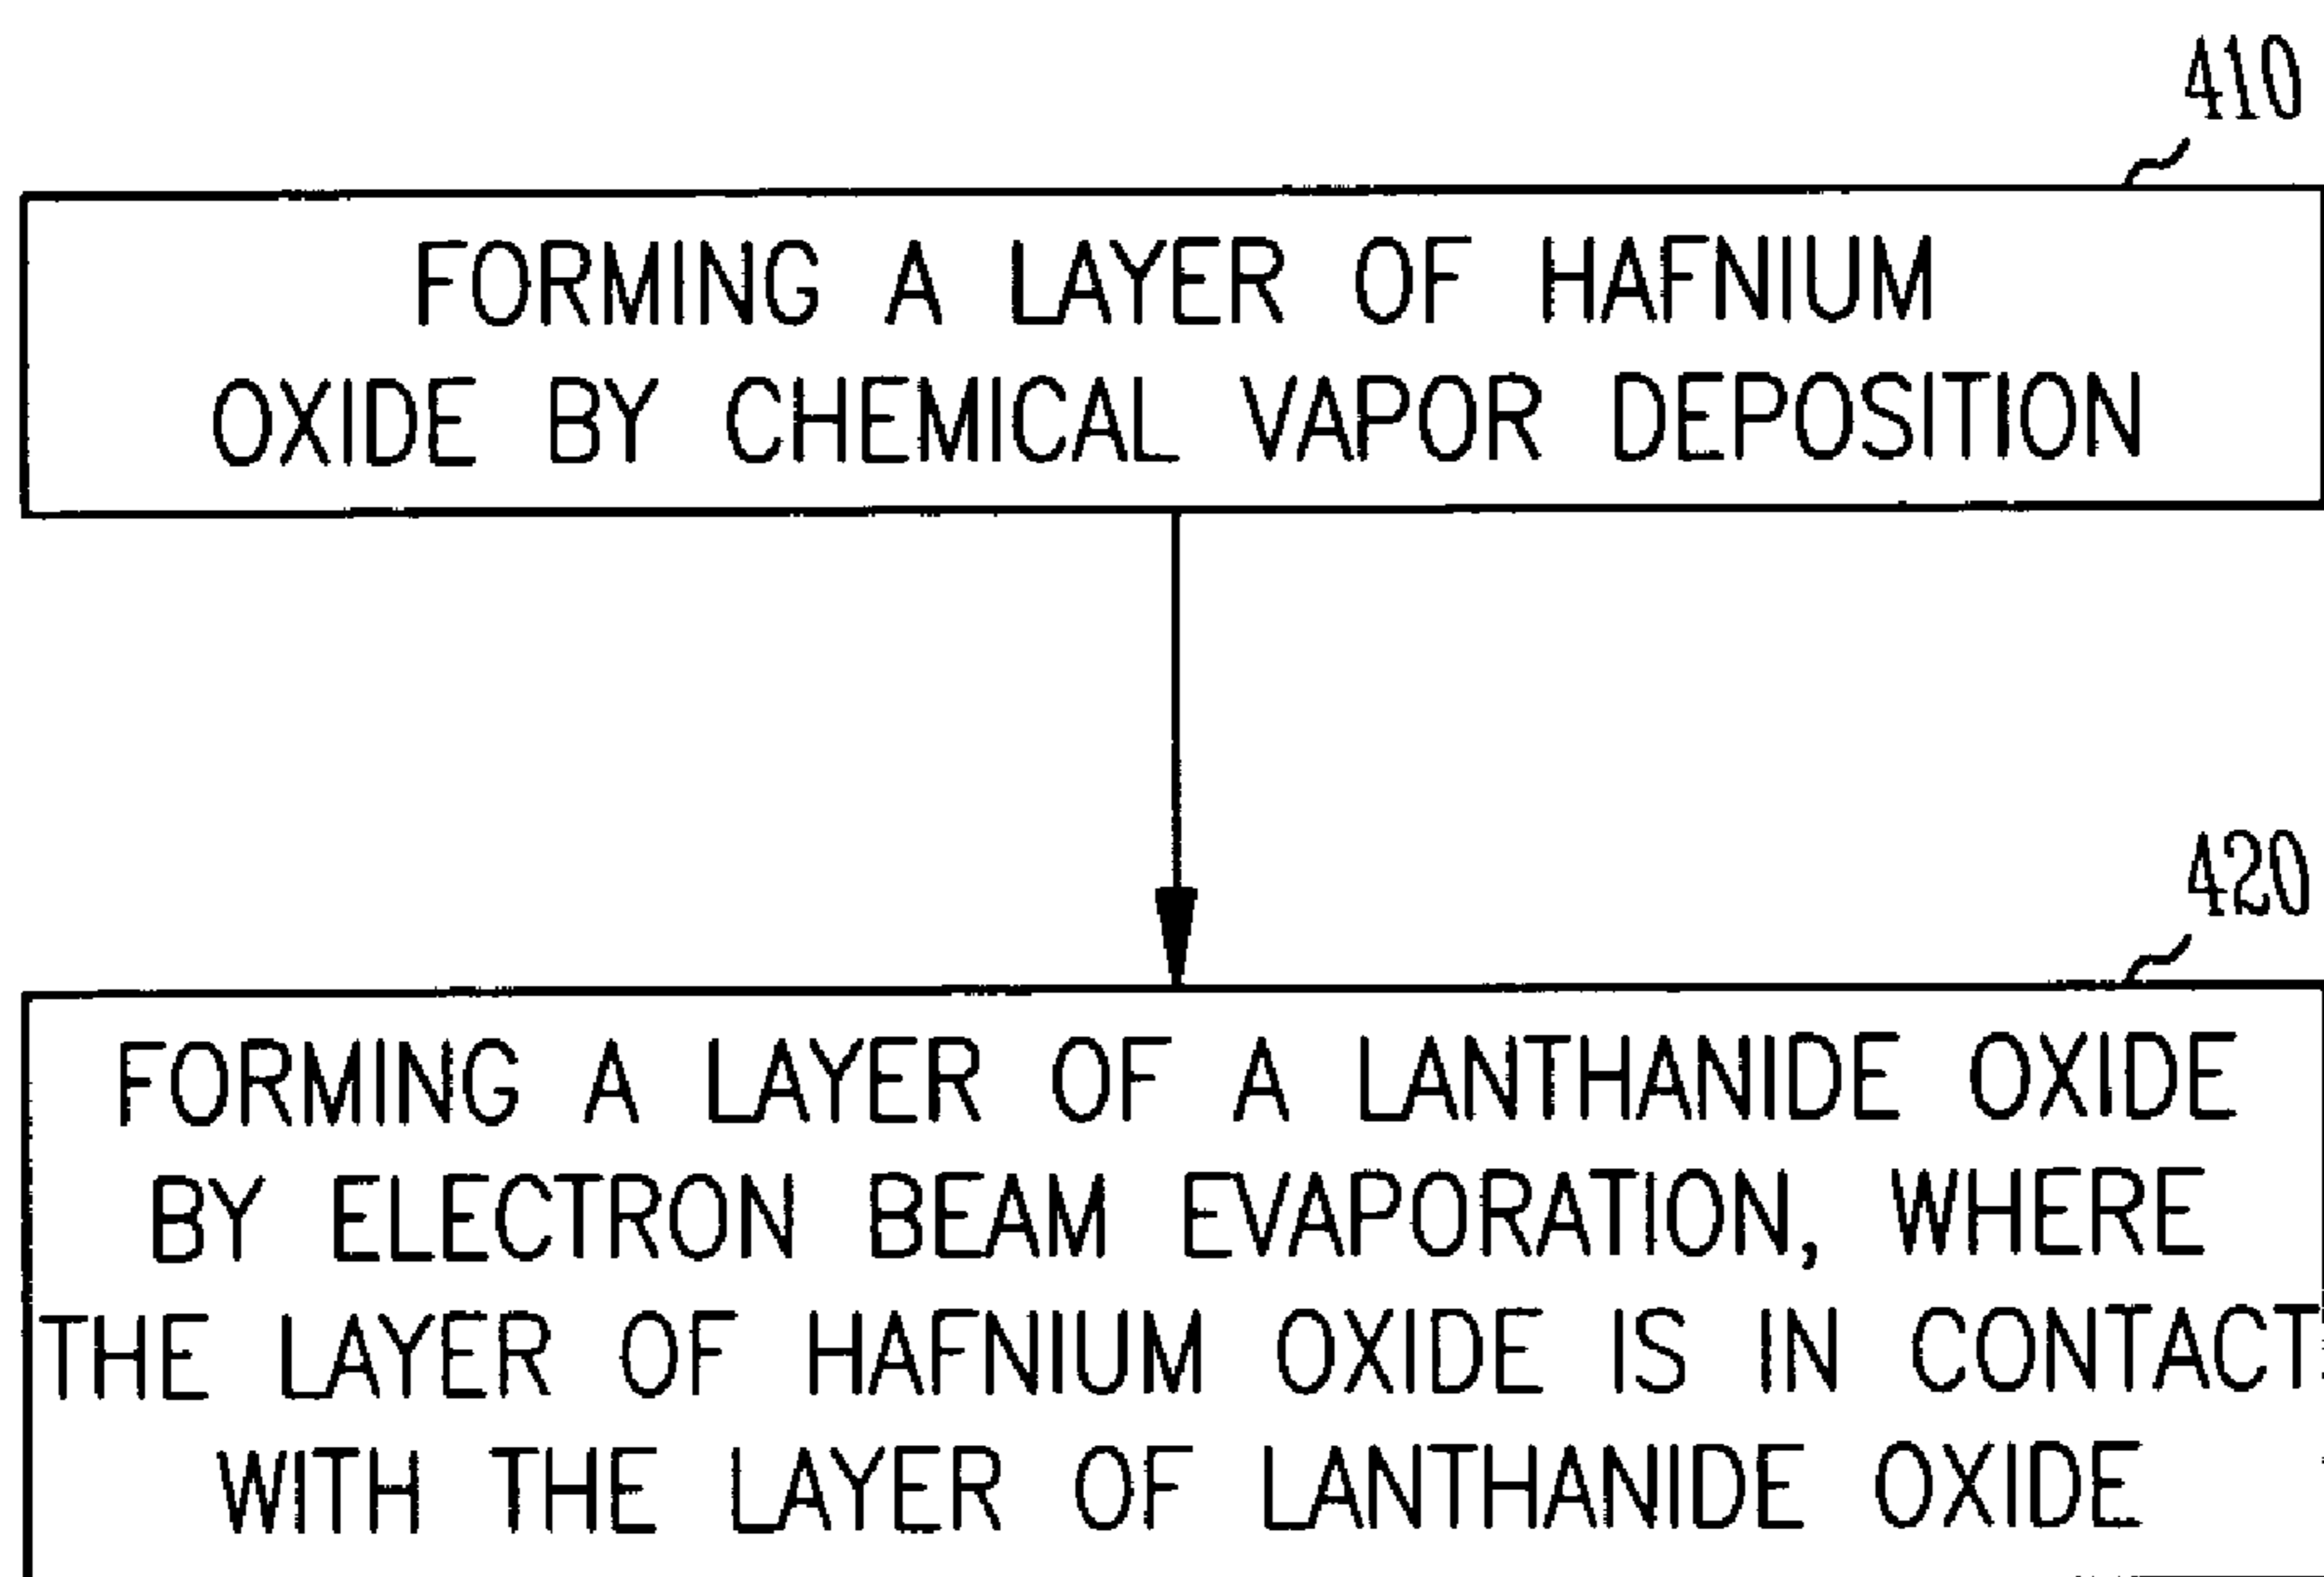 410
FORMING A LAYER OF HAFNIUM
OXIDE BY CHEMICAL VAPOR DEPOSITION
420
FORMING A LAYER OF A LANTHANIDE OXIDE
BY ELECTRON BEAM EVAPORATION, WHERE
THE LAYER OF HAFNIUM OXIDE IS IN CONTACT
WITH THE LAYER OF LANTHANIDE OXIDE